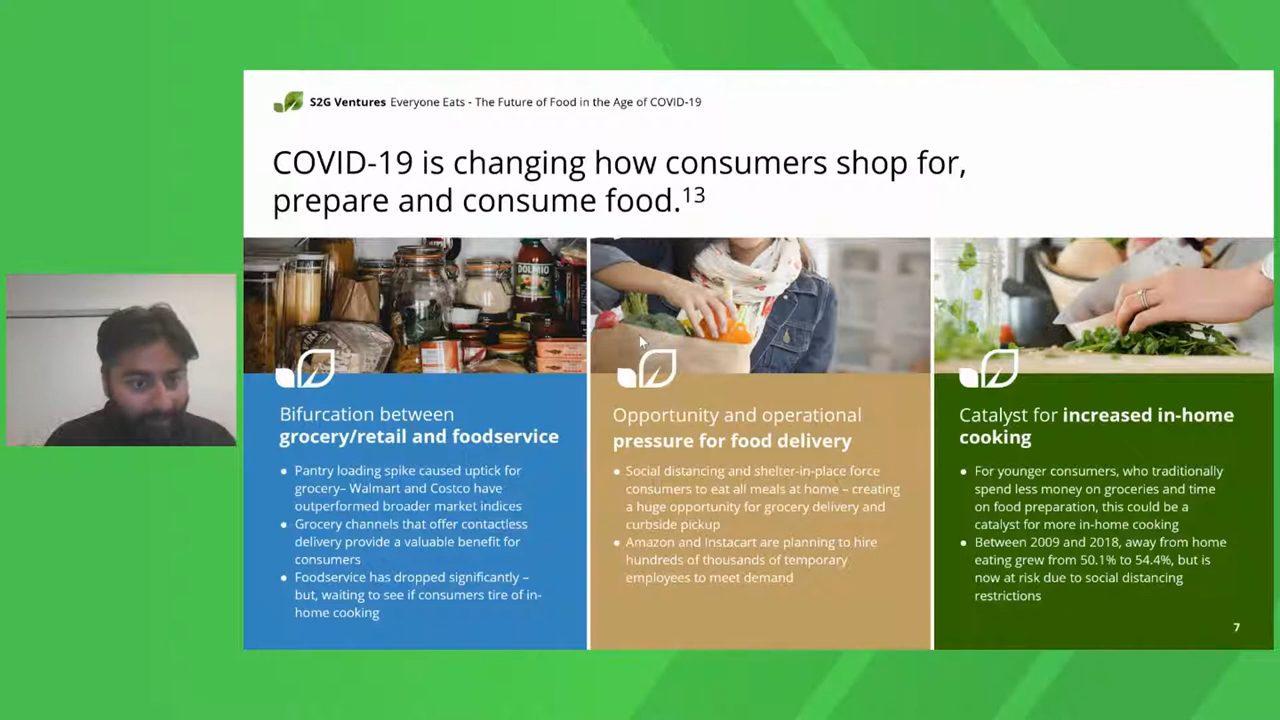 S2G Ventures Everyone Eats - The Future of Food in the Age of COVID-19
COVID-19 is changing how consumers shop for,
prepare and consume food.13
DOLMIO
Bifurcation between
grocery/retail and foodservice
● Pantry loading spike caused uptick for
grocery– Walmart and Costco have
outperformed broader market indices
● Grocery channels that offer contactless
delivery provide a valuable benefit for
consumers
● Foodservice has dropped significantly –
but, waiting to see if consumers tire of in-
home cooking
Opportunity and operational
pressure for food delivery
● Social distancing and shelter-in-place force
consumers to eat all meals at home – creating
a huge opportunity for grocery delivery and
curbside pickup
● Amazon and Instacart are planning to hire
hundreds of thousands of temporary
employees to meet demand
Catalyst for increased in-home
cooking
● For younger consumers, who traditionally
spend less money on groceries and time
on food preparation, this could be a
catalyst for more in-home cooking
● Between 2009 and 2018, away from home
eating grew from 50.1% to 54.4%, but is
now at risk due to social distancing
restrictions
7